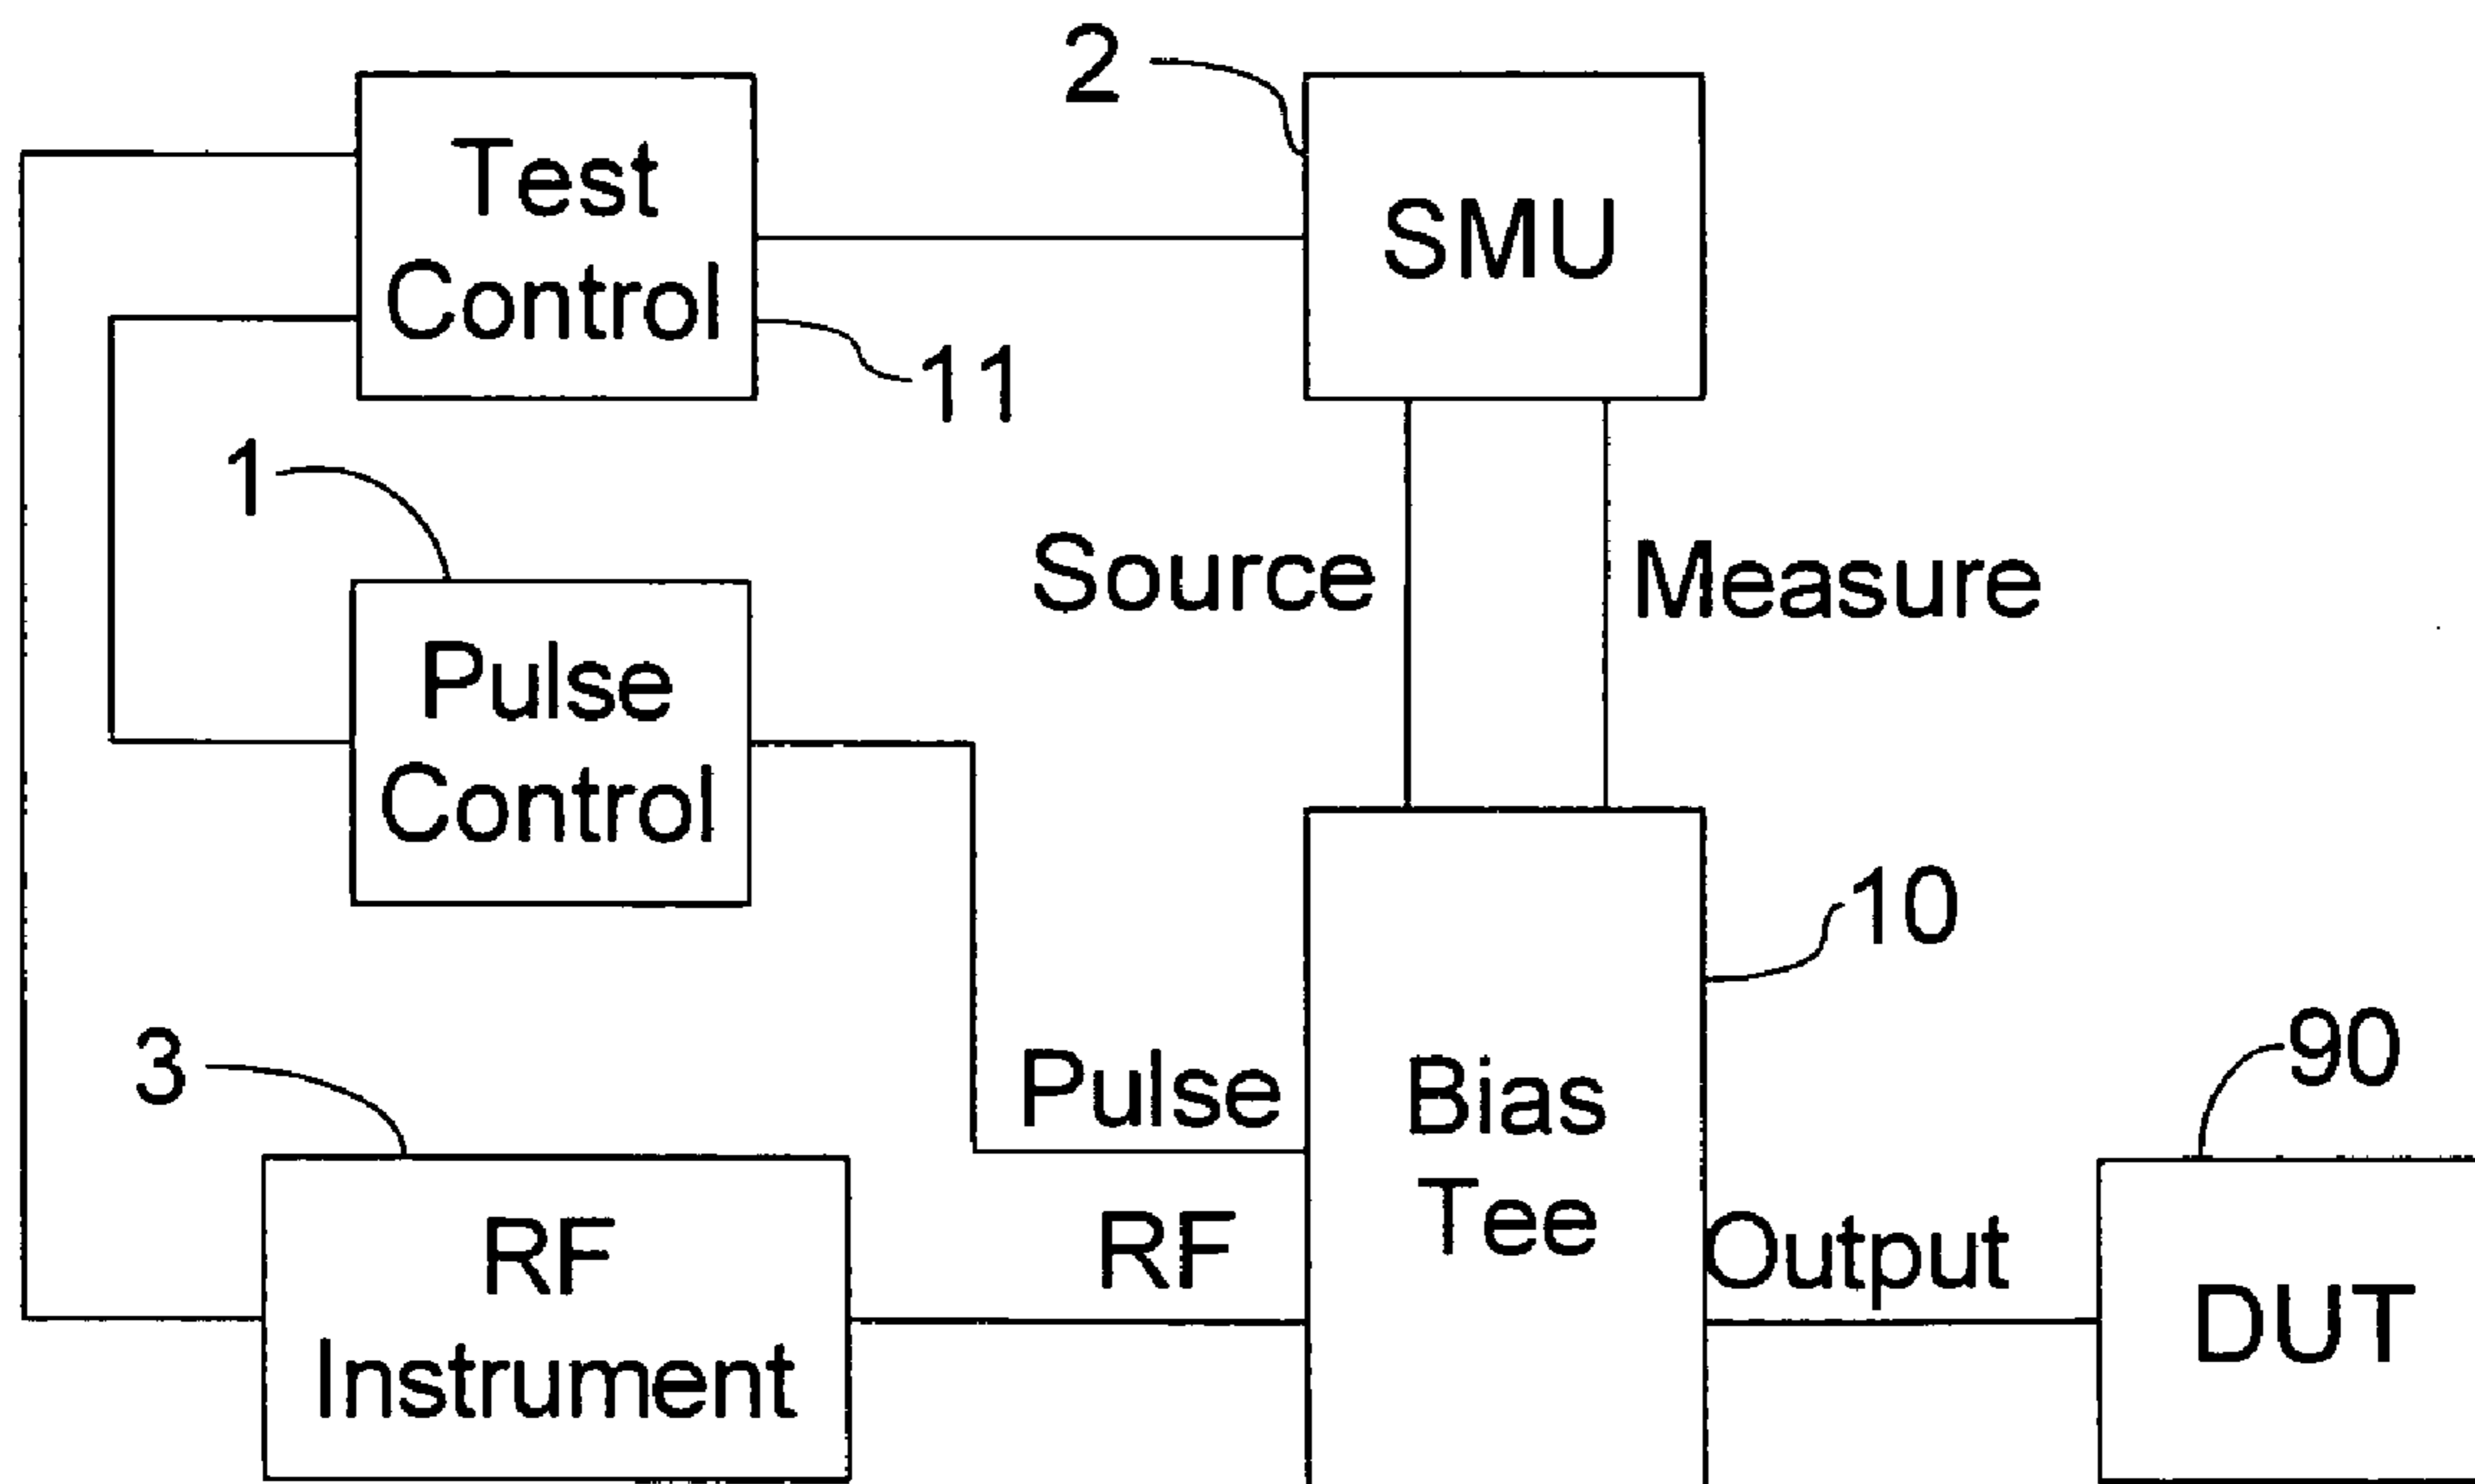 2
Test
Control
SMU
11
1
Source
Measure
Pulse
Control
10
3
Pulse
Bias
Tee
90
RF
Instrument
RF
Output
DUT